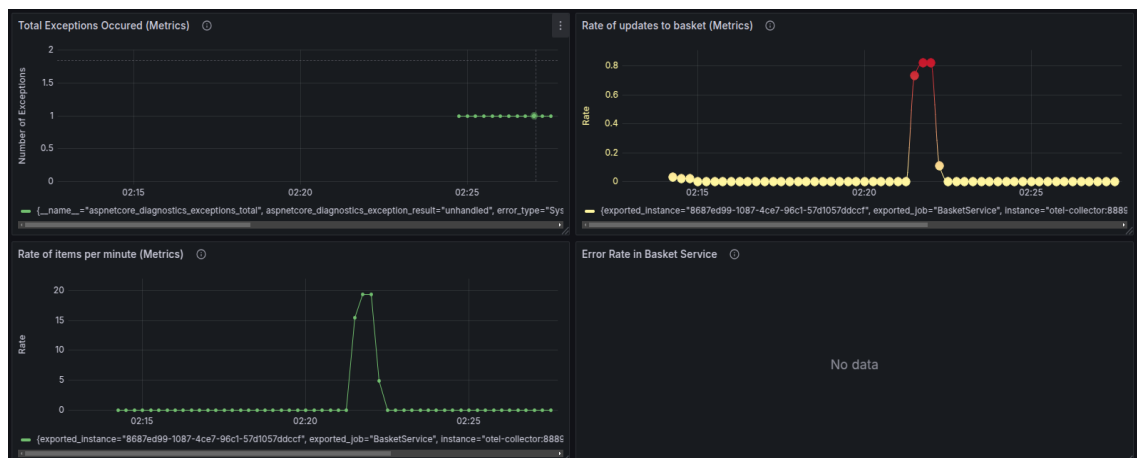 Total Exceptions Occured (Metrics)
2
1.5
1
0.5
0
Number of Exceptions
02:15
02:20
02:25
{__name__="aspnetcore_diagnostics_exceptions_total", aspnetcore_diagnostics_exception_result="unhandled", error_type="Sys
Rate of updates to basket (Metrics)
0.8
0.6
0.4
0.2
0
Rate
02:15
02:20
02:25
{exported_instance="8687ed99-1087-4ce7-96c1-57d1057ddccf", exported_job="BasketService", instance="otel-collector:8889
Rate of items per minute (Metrics)
20
15
10
5
0
Rate
02:15
02:20
02:25
{exported_instance="8687ed99-1087-4ce7-96c1-57d1057ddccf", exported_job="BasketService", instance="otel-collector:8889
Error Rate in Basket Service
No data